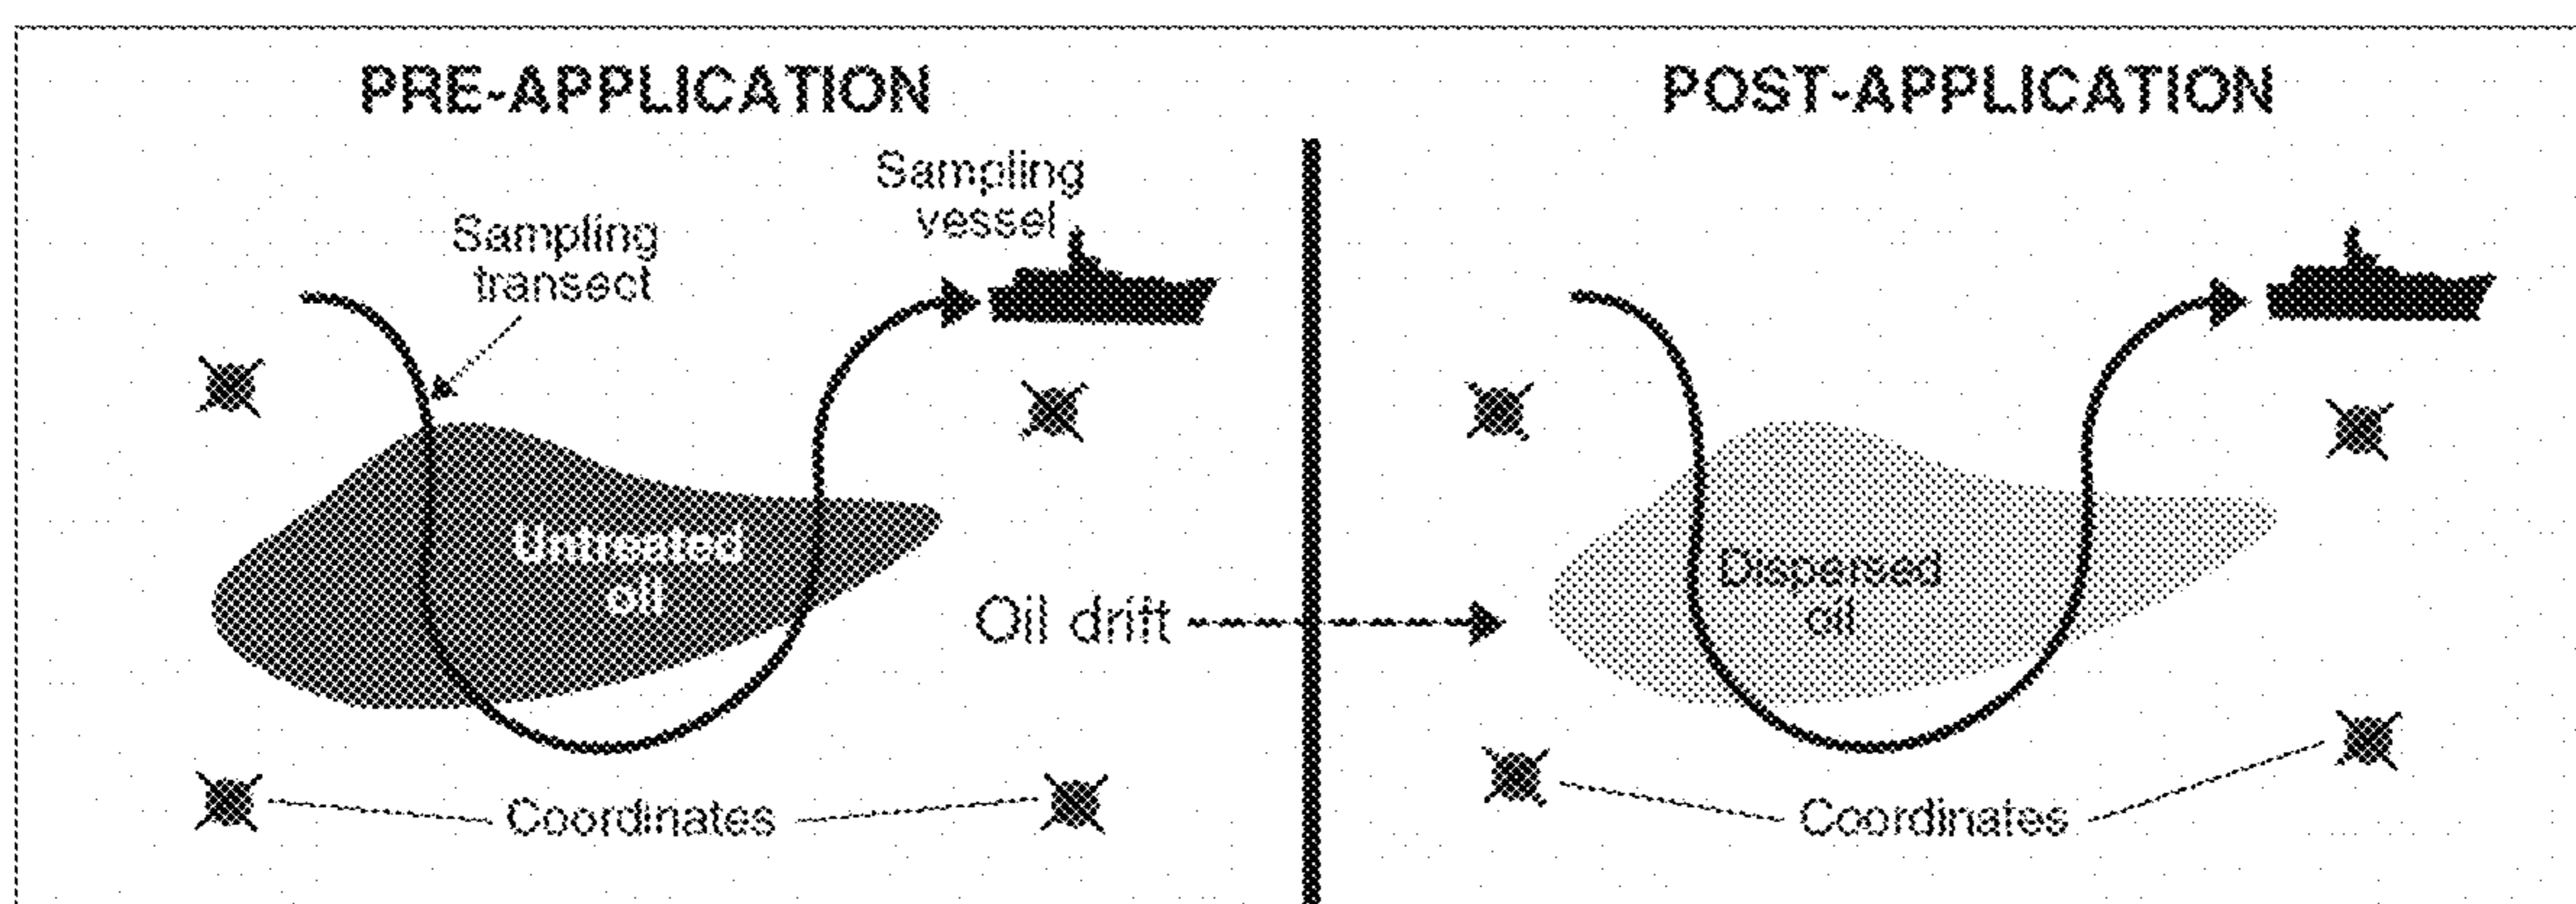 PRE-APPLICATION
Sampling
vessel
Sampling
transect
Untreated
oil
Oil drift
Coordinates
POST-APPLICATION
Dispersed
oil
Coordinates